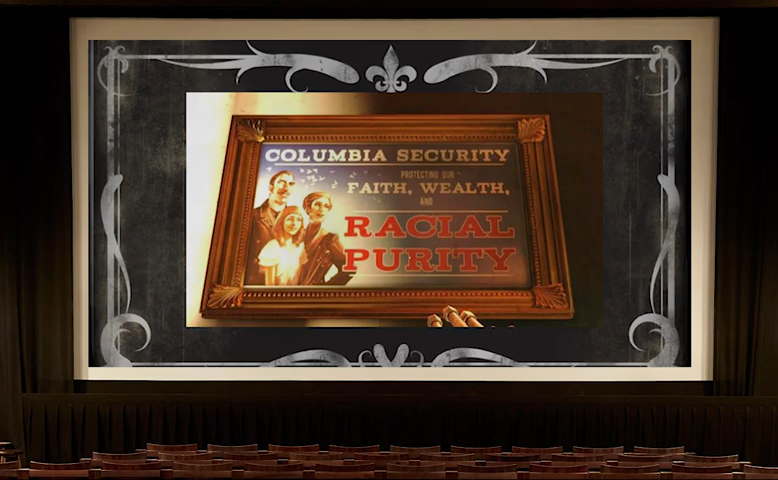 COLUMBIA SECURITY
PROTECTING OUR
FAITH, WEALTH,
AND
RACIAL
PURITY